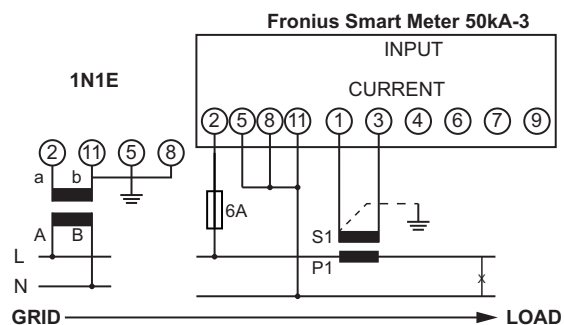 Fronius Smart Meter 50kA-3
INPUT
1N1E
CURRENT
2 5 8 11 1 3 4 6 7 9
2 11 5 8
a b
6A
A B
S1
L
P1
N
x
GRID LOAD